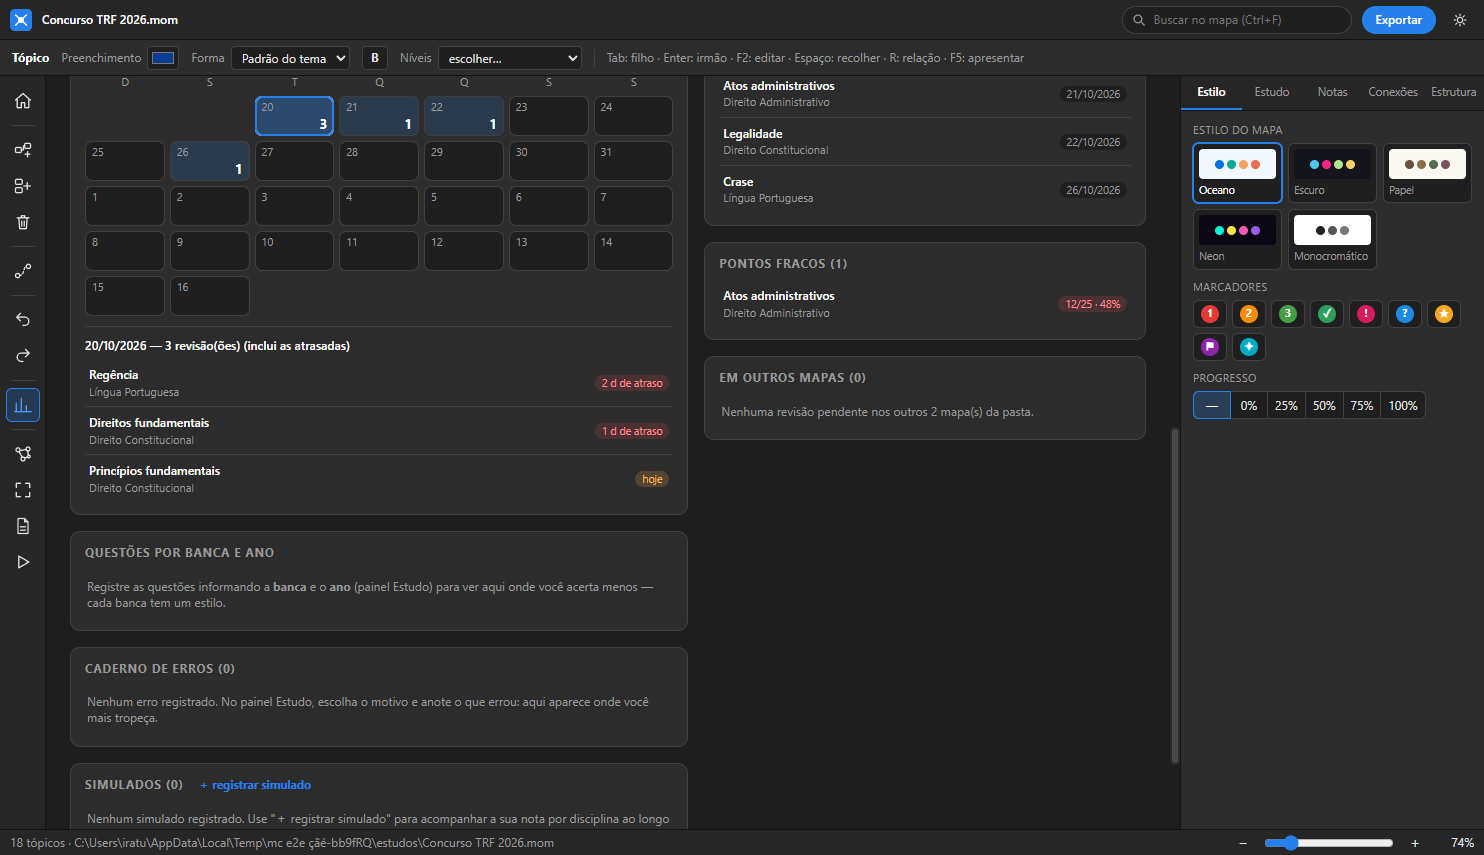 Concurso TRF 2026.mom
Buscar no mapa (Ctrl+F)
Exportar
Tópico
Preenchimento
Forma
Padrão do tema
B
Níveis
escolher...
Tab: filho · Enter: irmão · F2: editar · Espaço: recolher · R: relação · F5: apresentar
D S T Q Q S S
20 3 21 1 22 1 23 24
25 26 1 27 28 29 30 31
1 2 3 4 5 6 7
8 9 10 11 12 13 14
15 16
20/10/2026 — 3 revisão(ões) (inclui as atrasadas)
Regência
Língua Portuguesa
2 d de atraso
Direitos fundamentais
Direito Constitucional
1 d de atraso
Princípios fundamentais
Direito Constitucional
hoje
QUESTÕES POR BANCA E ANO
Registre as questões informando a banca e o ano (painel Estudo) para ver aqui onde você acerta menos —
cada banca tem um estilo.
CADERNO DE ERROS (0)
Nenhum erro registrado. No painel Estudo, escolha o motivo e anote o que errou: aqui aparece onde você
mais tropeça.
SIMULADOS (0)
+ registrar simulado
Nenhum simulado registrado. Use "+ registrar simulado" para acompanhar a sua nota por disciplina ao longo
Atos administrativos
Direito Administrativo
21/10/2026
Legalidade
Direito Constitucional
22/10/2026
Crase
Língua Portuguesa
26/10/2026
PONTOS FRACOS (1)
Atos administrativos
Direito Administrativo
12/25 · 48%
EM OUTROS MAPAS (0)
Nenhuma revisão pendente nos outros 2 mapa(s) da pasta.
Estilo
Estudo
Notas
Conexões
Estrutura
ESTILO DO MAPA
Oceano
Escuro
Papel
Neon
Monocromático
MARCADORES
1 2 3 ✓ ! ? ★
PROGRESSO
— 0% 25% 50% 75% 100%
18 tópicos · C:\Users\iratu\AppData\Local\Temp\mc e2e çãé-bb9fRQ\estudos\Concurso TRF 2026.mom
− + 74%